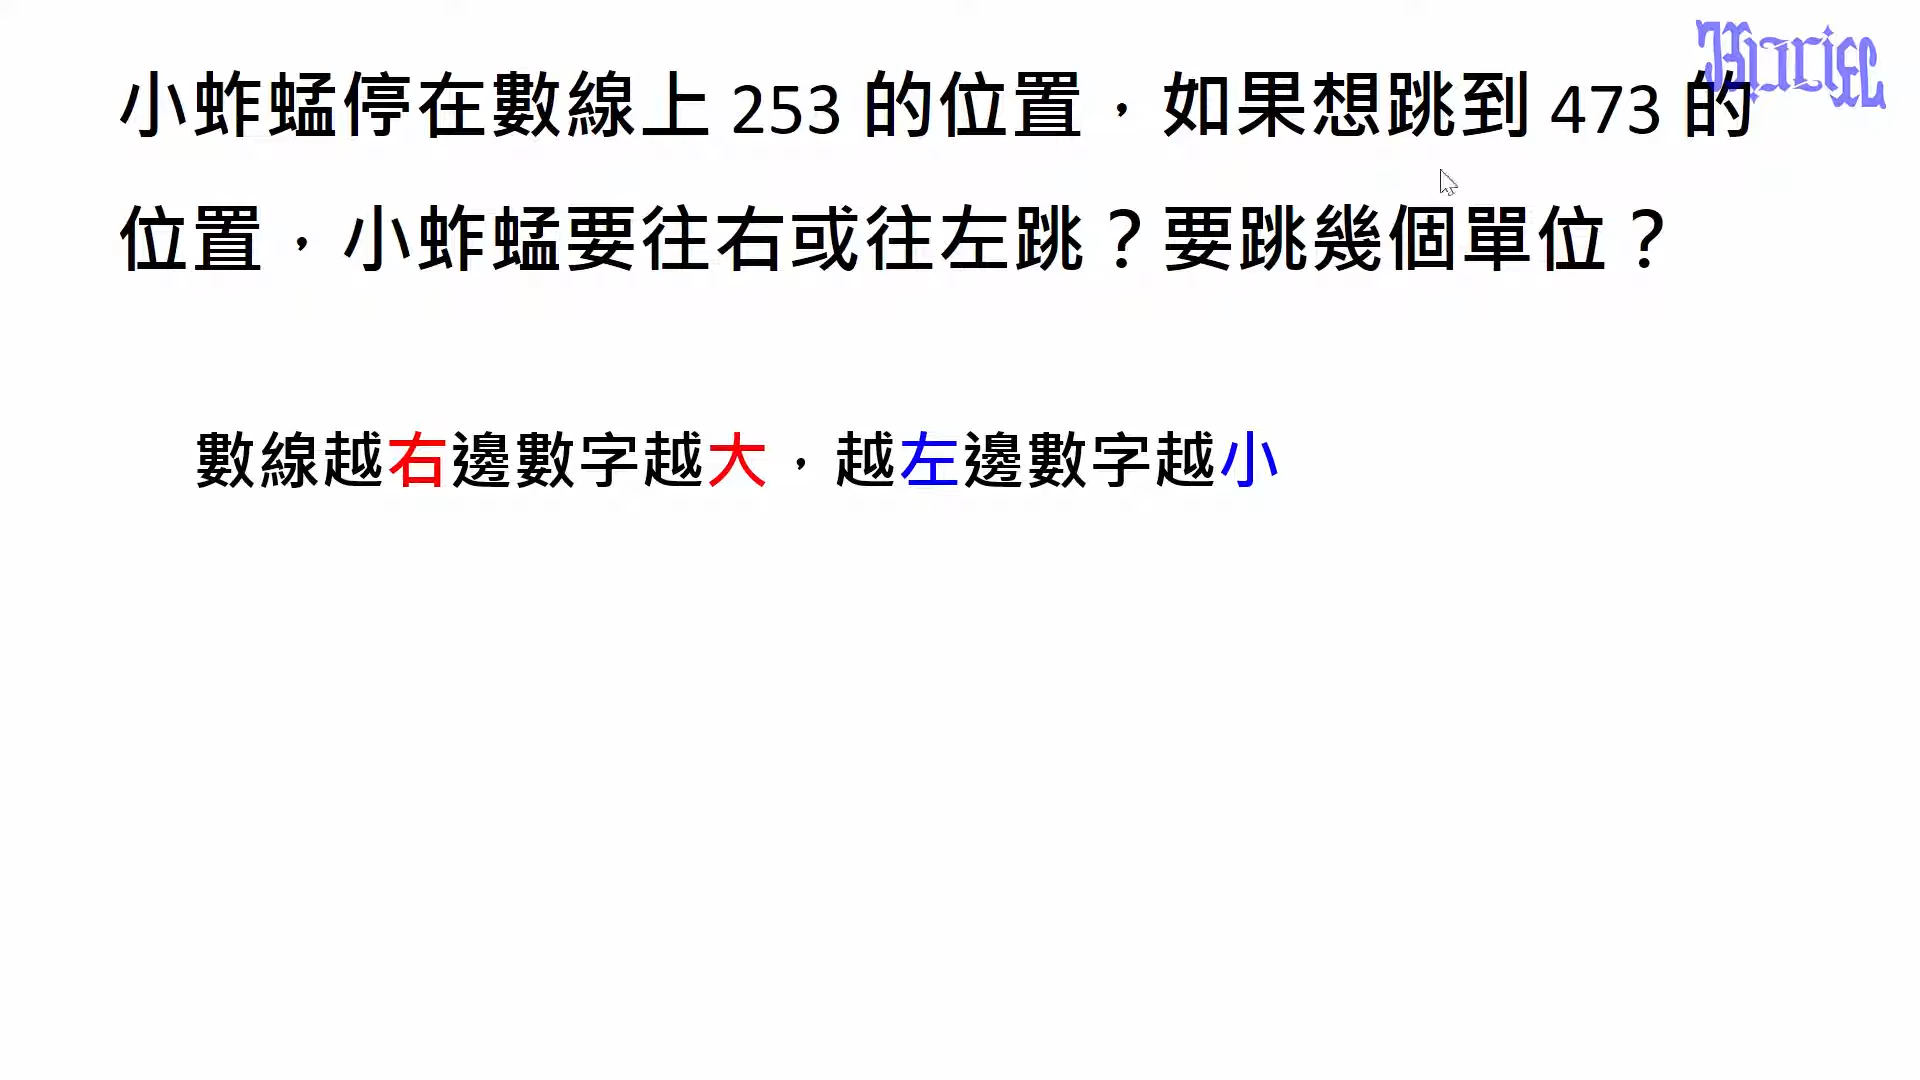 小蚱蜢停在數線上 253 的位置，如果想跳到 473 的
位置，小蚱蜢要往右或往左跳？要跳幾個單位？
數線越右邊數字越大，越左邊數字越小